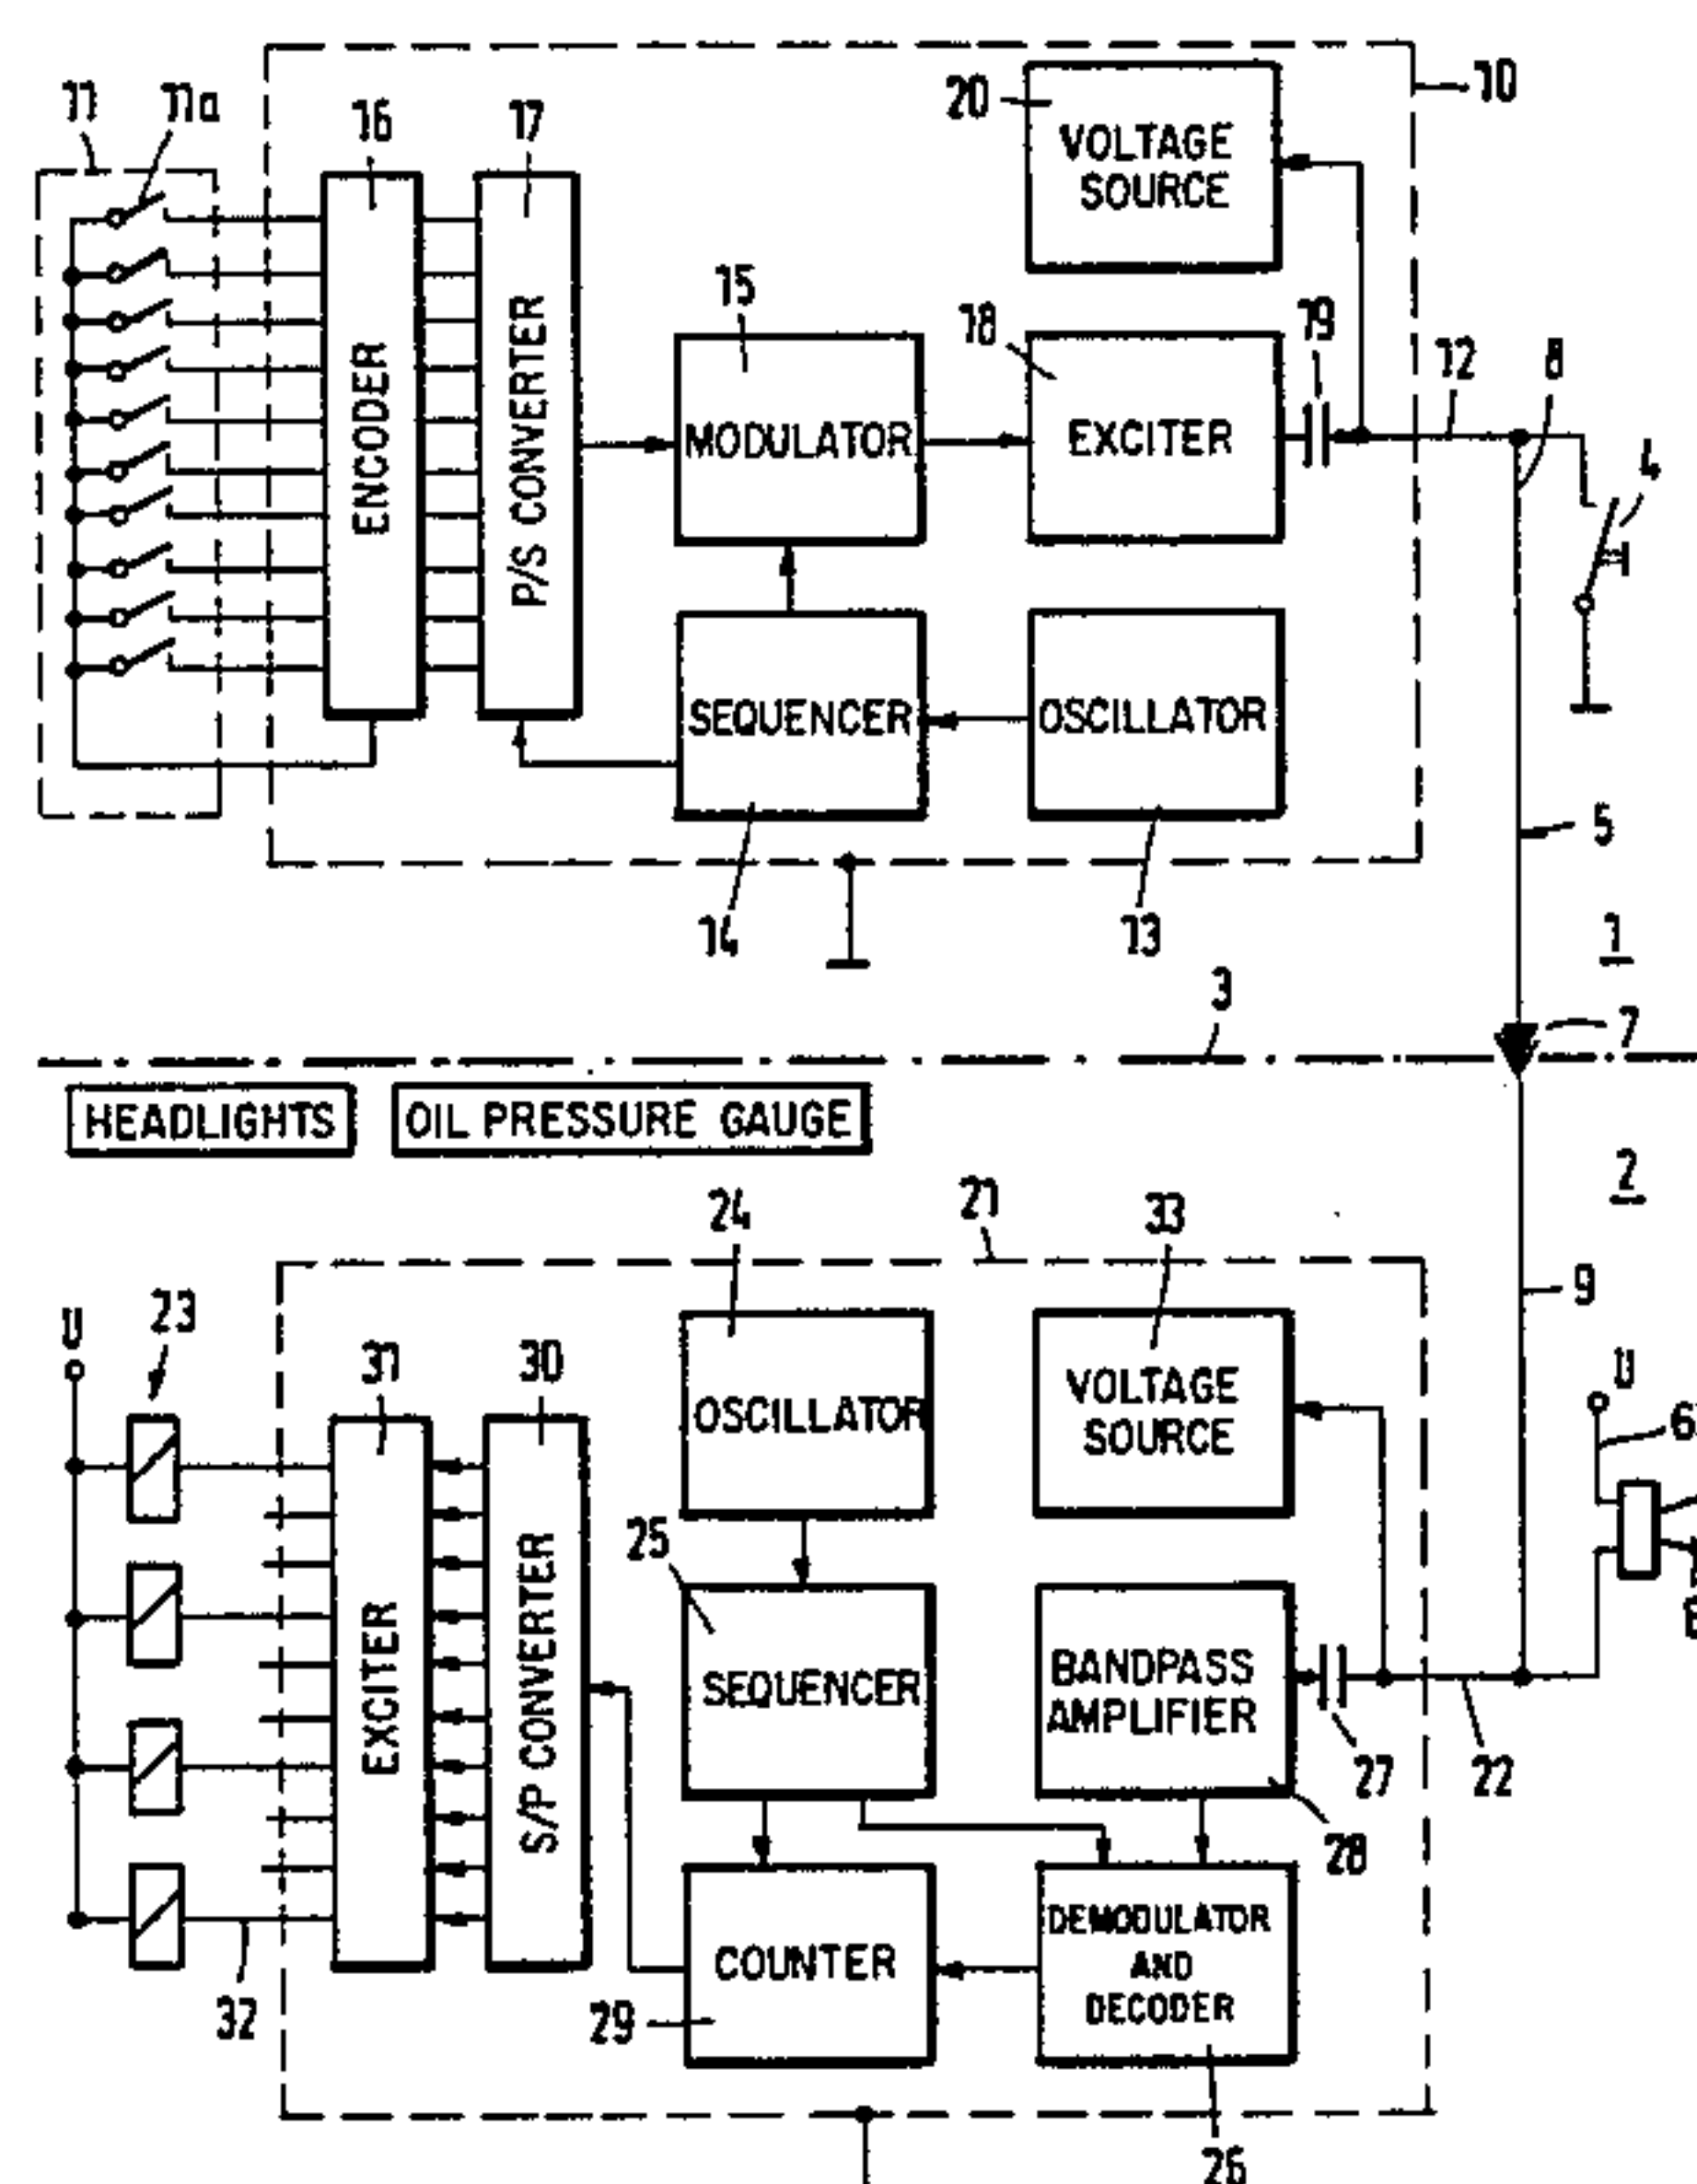 10
20
VOLTAGE
SOURCE
11
11a
16
17
15
18
19
12
8
4
ENCODER
P/S CONVERTER
MODULATOR
EXCITER
SEQUENCER
OSCILLATOR
5
14
13
1
3
7
HEADLIGHTS
OIL PRESSURE GAUGE
2
24
21
33
9
U
23
31
30
OSCILLATOR
VOLTAGE
SOURCE
U
6
25
EXCITER
S/P CONVERTER
SEQUENCER
BANDPASS
AMPLIFIER
27
22
28
COUNTER
DEMODULATOR
AND
DECODER
32
29
26